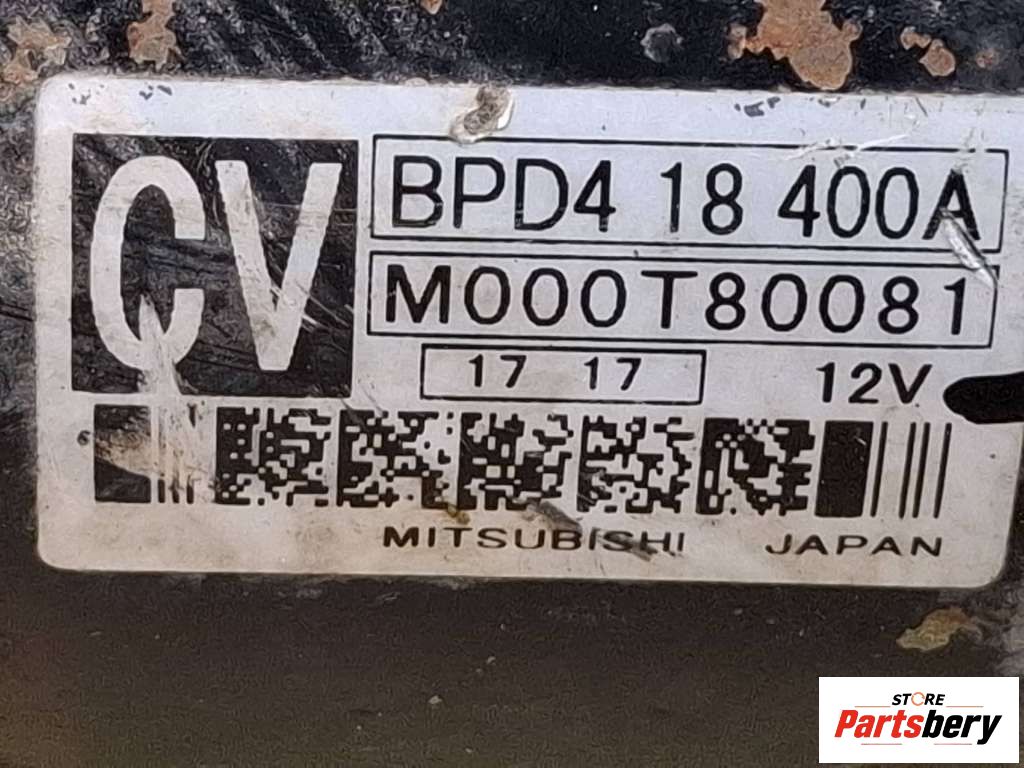 CV
BPD4 18 400A
M000T80081
17 17
12V
MITSUBISHI JAPAN
STORE
Partsbery